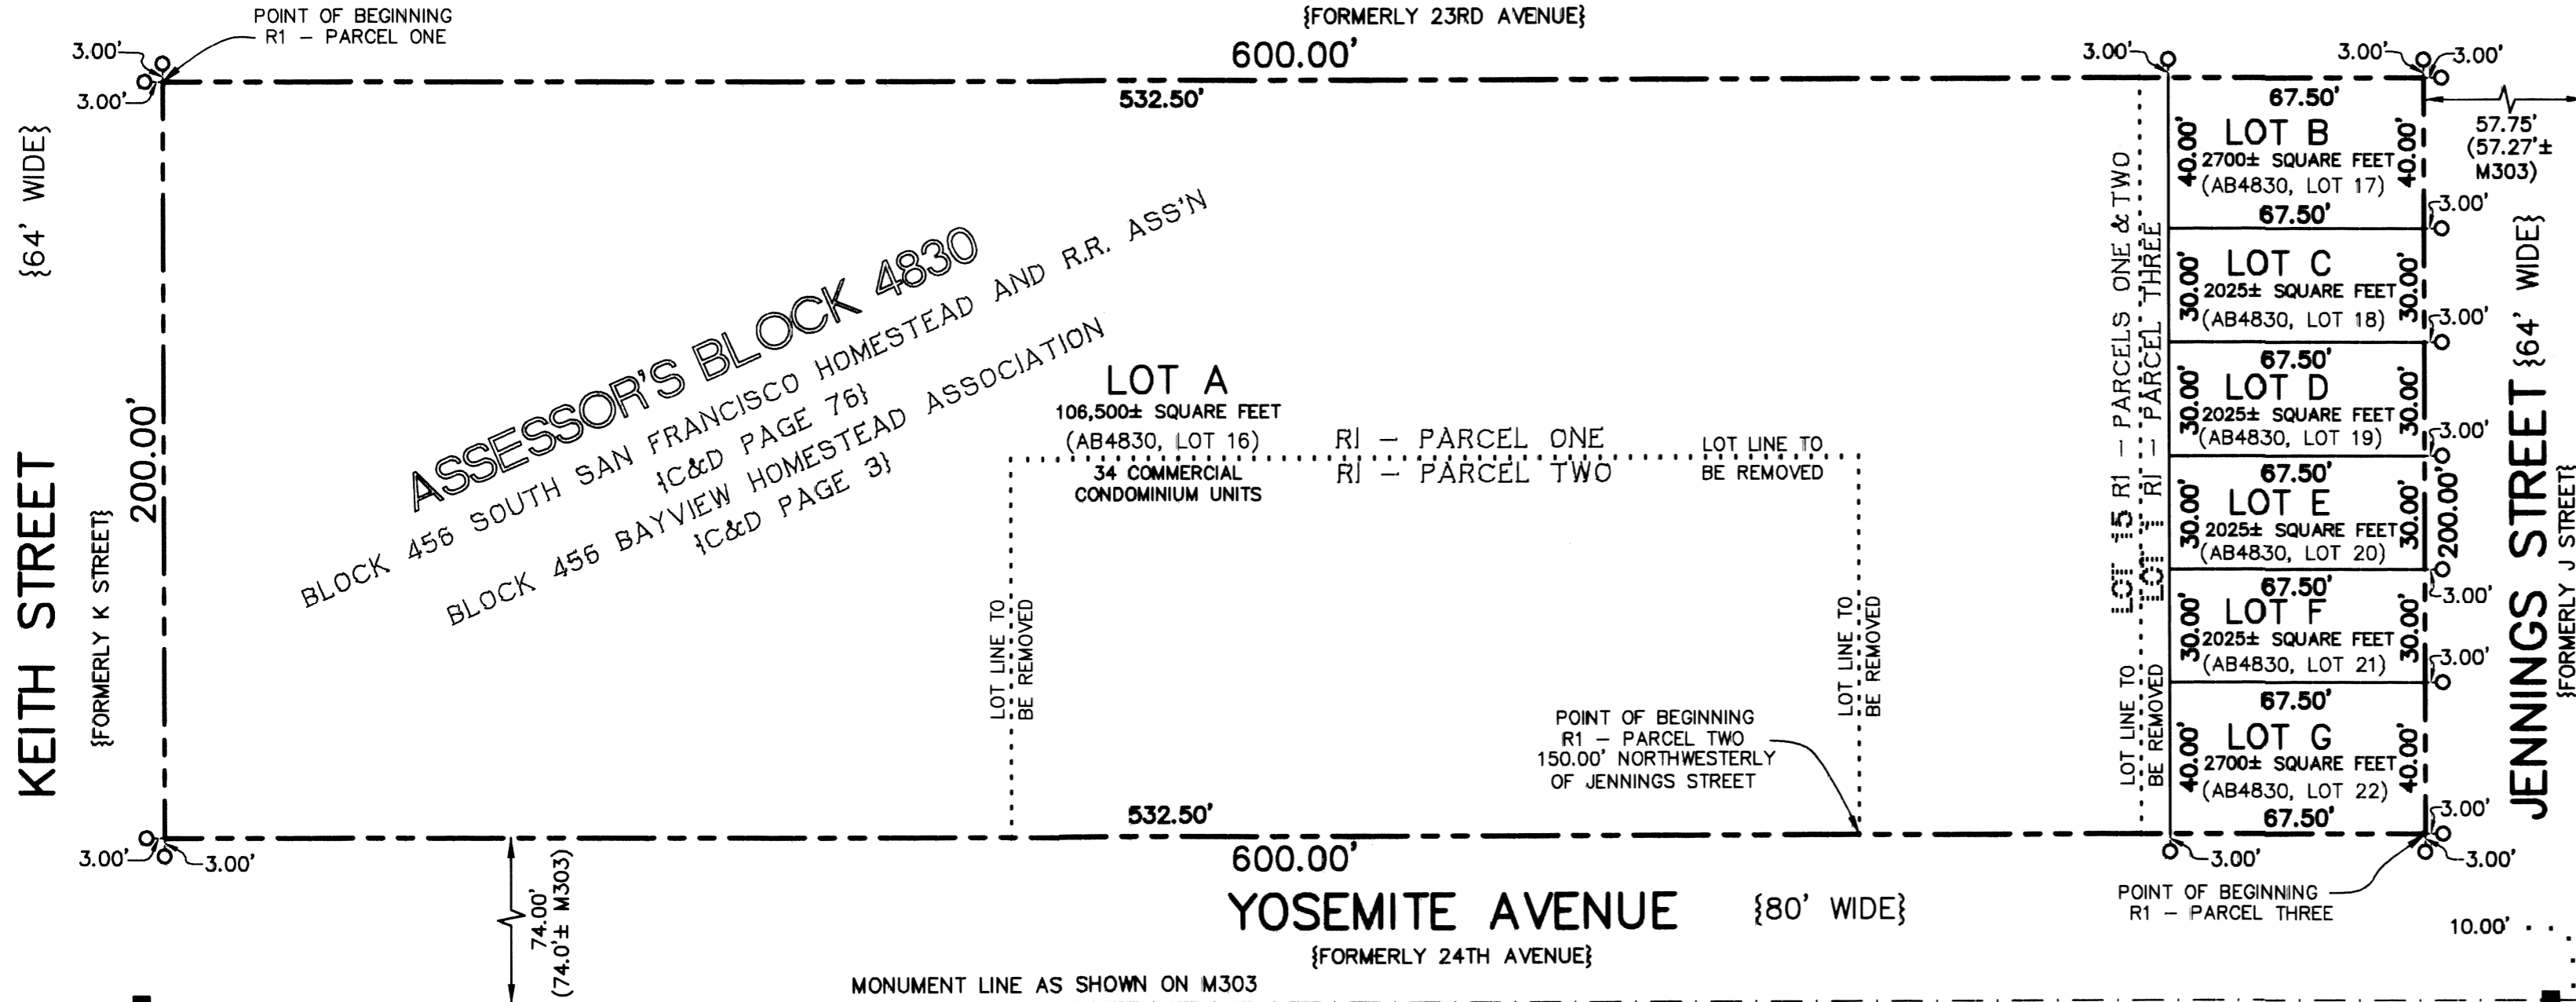 {FORMERLY 23RD AVENUE}
600.00'
532.50'
POINT OF BEGINNING
R1 – PARCEL ONE
3.00'
3.00'
{64' WIDE}
KEITH STREET
{FORMERLY K STREET}
200.00'
ASSESSOR'S BLOCK 4830
BLOCK 456 SOUTH SAN FRANCISCO HOMESTEAD AND R.R. ASS'N
{C&D PAGE 76}
BLOCK 456 BAYVIEW HOMESTEAD ASSOCIATION
{C&D PAGE 3}
LOT A
106,500± SQUARE FEET
(AB4830, LOT 16)
34 COMMERCIAL
CONDOMINIUM UNITS
R1 – PARCEL ONE
R1 – PARCEL TWO
LOT LINE TO
BE REMOVED
LOT LINE TO
BE REMOVED
LOT LINE TO
BE REMOVED
POINT OF BEGINNING
R1 – PARCEL TWO
150.00' NORTHWESTERLY
OF JENNINGS STREET
LOT 15 R1 – PARCELS ONE & TWO
LOT 1 R1 – PARCEL THREE
LOT LINE TO
BE REMOVED
3.00'
3.00'
3.00'
67.50'
40.00'
LOT B
2700± SQUARE FEET
(AB4830, LOT 17)
40.00'
57.75'
(57.27'±
M303)
67.50'
3.00'
30.00'
LOT C
2025± SQUARE FEET
(AB4830, LOT 18)
30.00'
3.00'
67.50'
30.00'
LOT D
2025± SQUARE FEET
(AB4830, LOT 19)
30.00'
3.00'
67.50'
30.00'
LOT E
2025± SQUARE FEET
(AB4830, LOT 20)
30.00'
200.00'
67.50'
3.00'
30.00'
LOT F
2025± SQUARE FEET
(AB4830, LOT 21)
30.00'
3.00'
67.50'
40.00'
LOT G
2700± SQUARE FEET
(AB4830, LOT 22)
40.00'
3.00'
67.50'
JENNINGS STREET {64' WIDE}
{FORMERLY J STREET}
3.00'
3.00'
532.50'
600.00'
3.00'
3.00'
74.00'
(74.0'± M303)
YOSEMITE AVENUE {80' WIDE}
{FORMERLY 24TH AVENUE}
POINT OF BEGINNING
R1 – PARCEL THREE
10.00'
MONUMENT LINE AS SHOWN ON M303